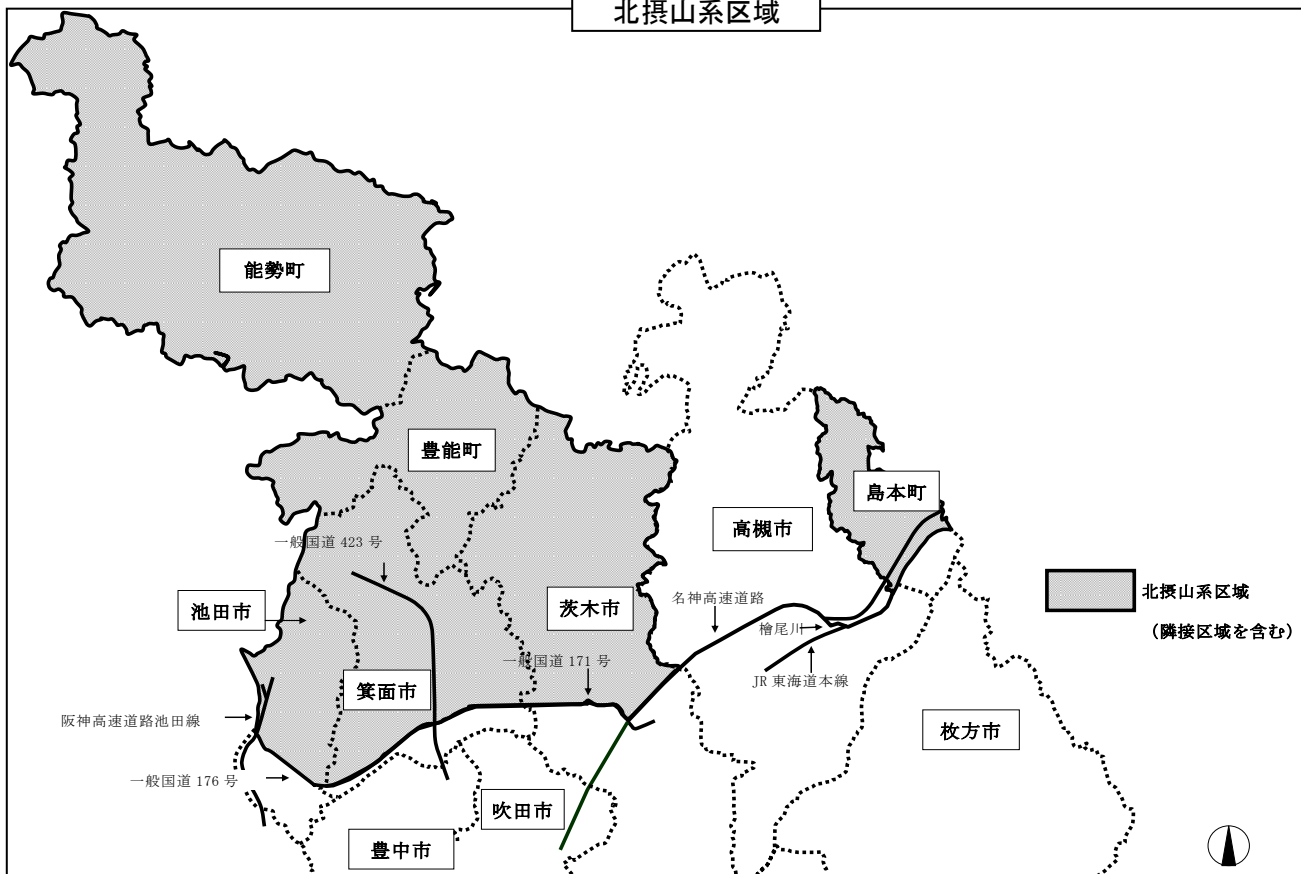 北摂山系区域
能勢町
豊能町
島本町
高槻市
一般国道 423 号
北摂山系区域
（隣接区域を含む）
池田市
茨木市
名神高速道路
檜尾川
一般国道 171 号
JR 東海道本線
箕面市
阪神高速道路池田線
枚方市
一般国道 176 号
吹田市
豊中市